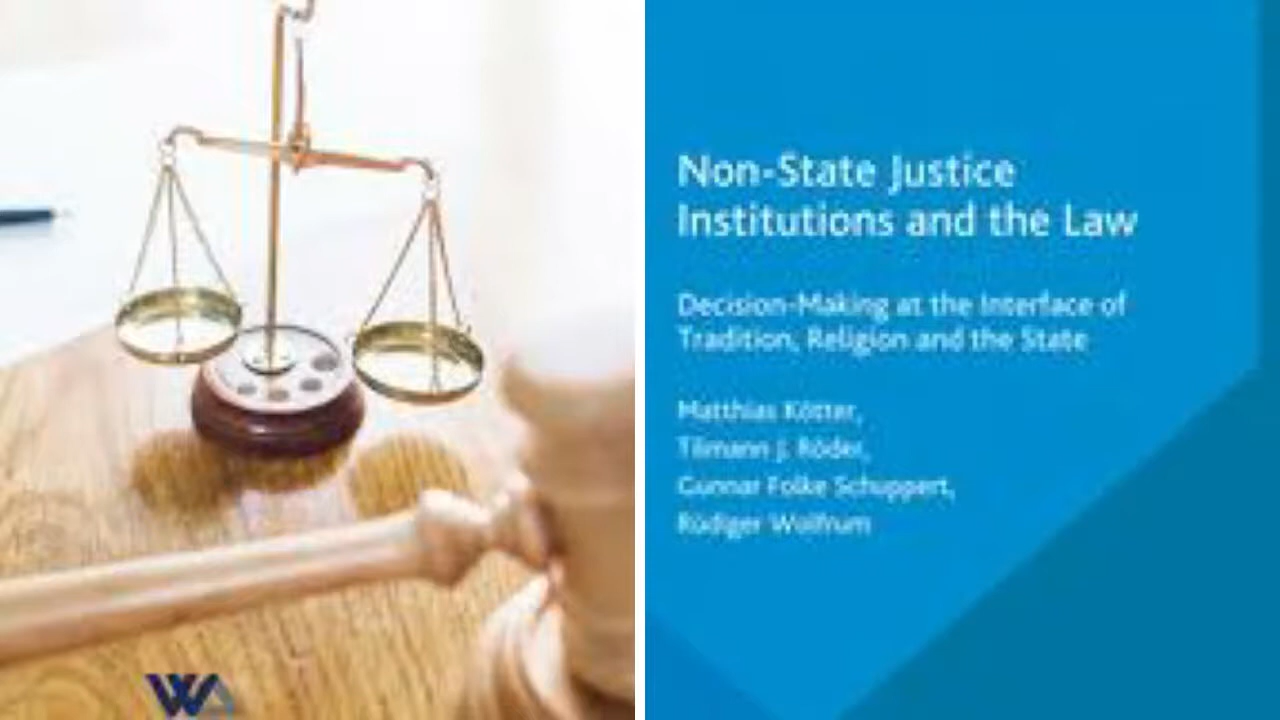 Non-State Justice
Institutions and the Law
Decision-Making at the Interface of
Tradition, Religion and the State
Matthias Kötter,
Tilmann J. Röder,
Gunnar Folke Schuppert,
Rüdiger Wolfrum
WA